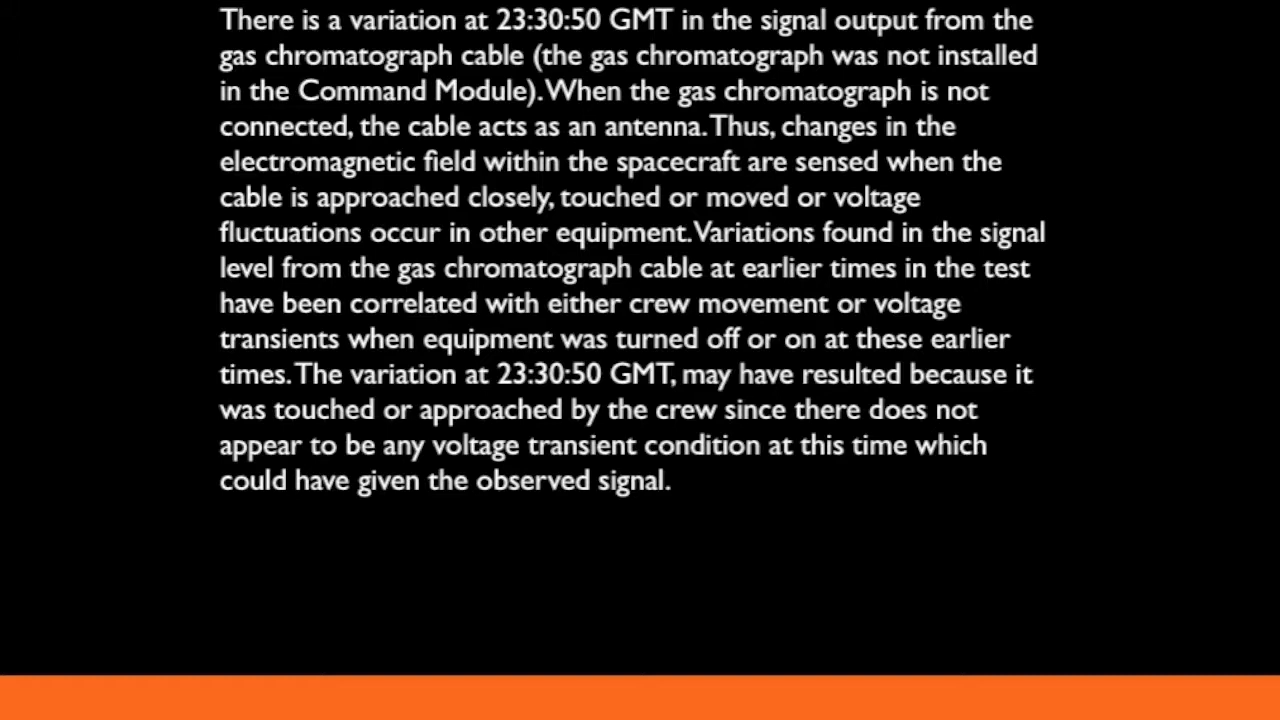 There is a variation at 23:30:50 GMT in the signal output from the
gas chromatograph cable (the gas chromatograph was not installed
in the Command Module). When the gas chromatograph is not
connected, the cable acts as an antenna. Thus, changes in the
electromagnetic field within the spacecraft are sensed when the
cable is approached closely, touched or moved or voltage
fluctuations occur in other equipment. Variations found in the signal
level from the gas chromatograph cable at earlier times in the test
have been correlated with either crew movement or voltage
transients when equipment was turned off or on at these earlier
times. The variation at 23:30:50 GMT, may have resulted because it
was touched or approached by the crew since there does not
appear to be any voltage transient condition at this time which
could have given the observed signal.